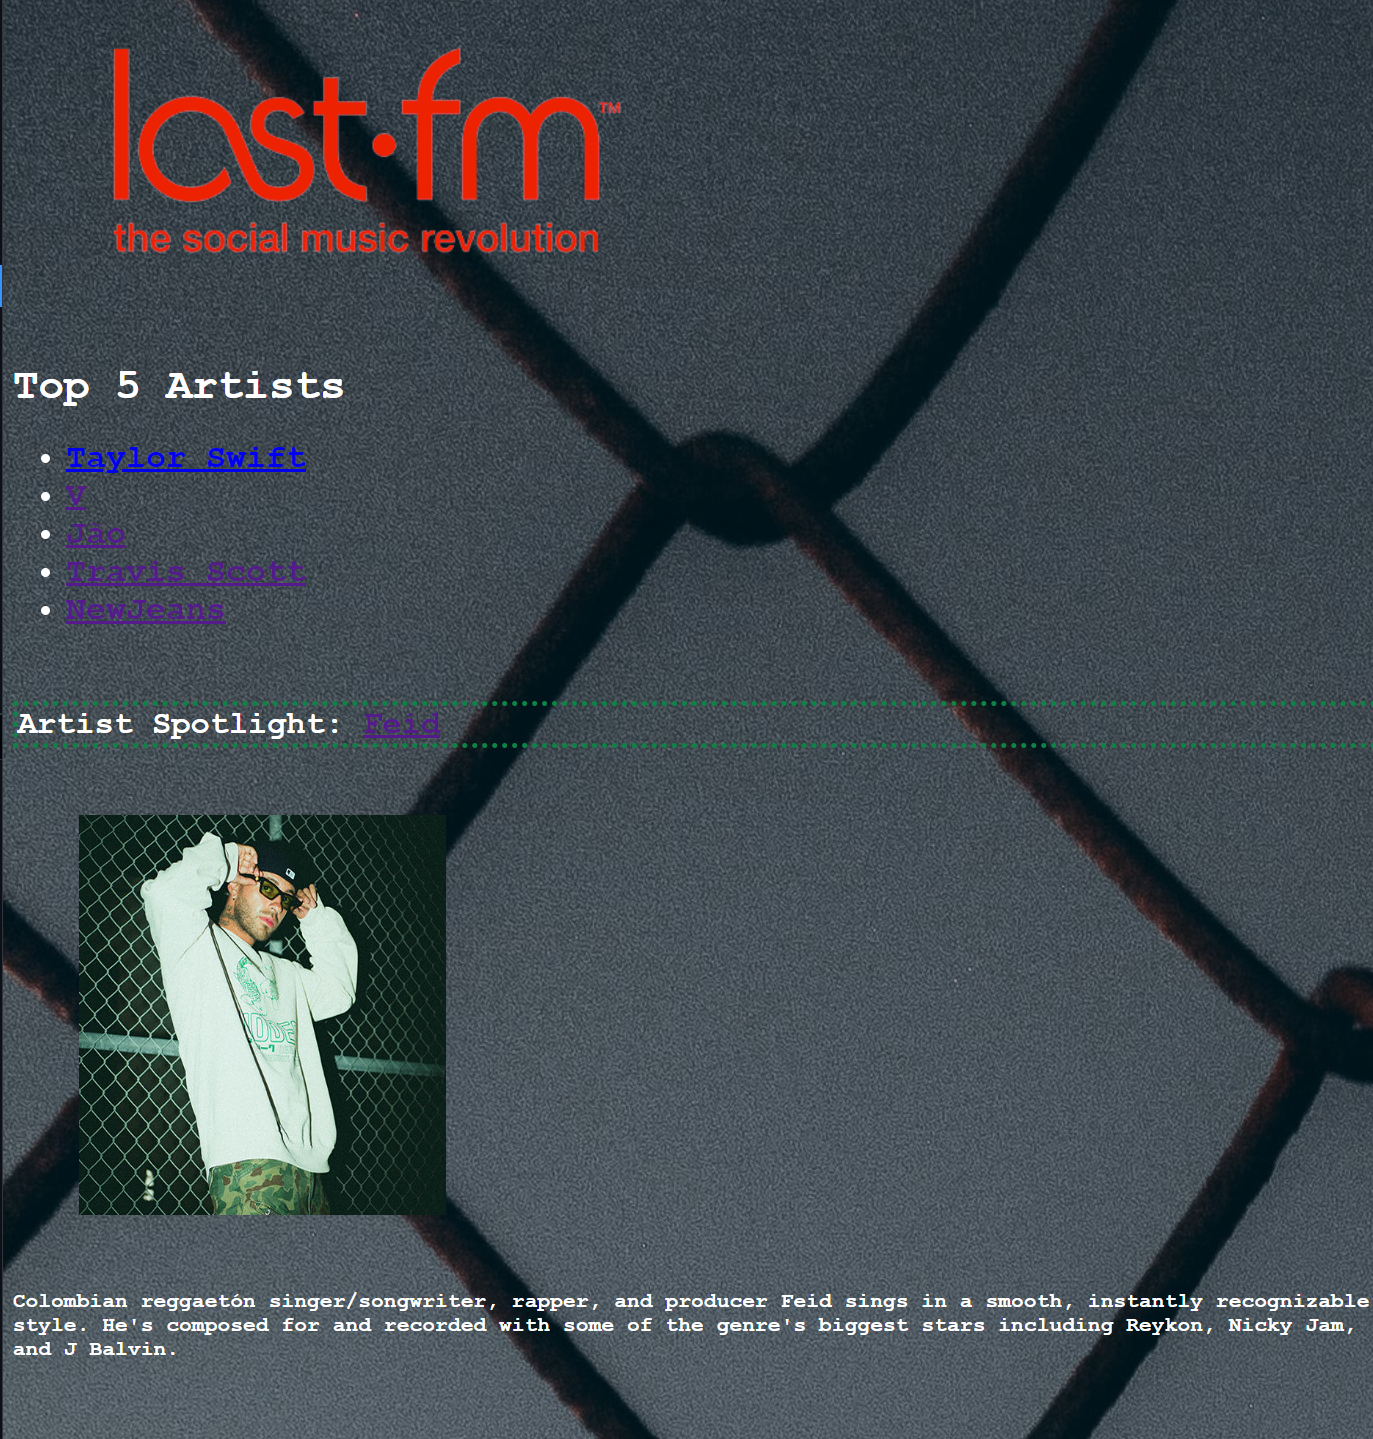 last.fm™
the social music revolution
Top 5 Artists
Taylor Swift
V
Jao
Travis Scott
NewJeans
Artist Spotlight: Feid
Colombian reggaetón singer/songwriter, rapper, and producer Feid sings in a smooth, instantly recognizable
style. He's composed for and recorded with some of the genre's biggest stars including Reykon, Nicky Jam,
and J Balvin.